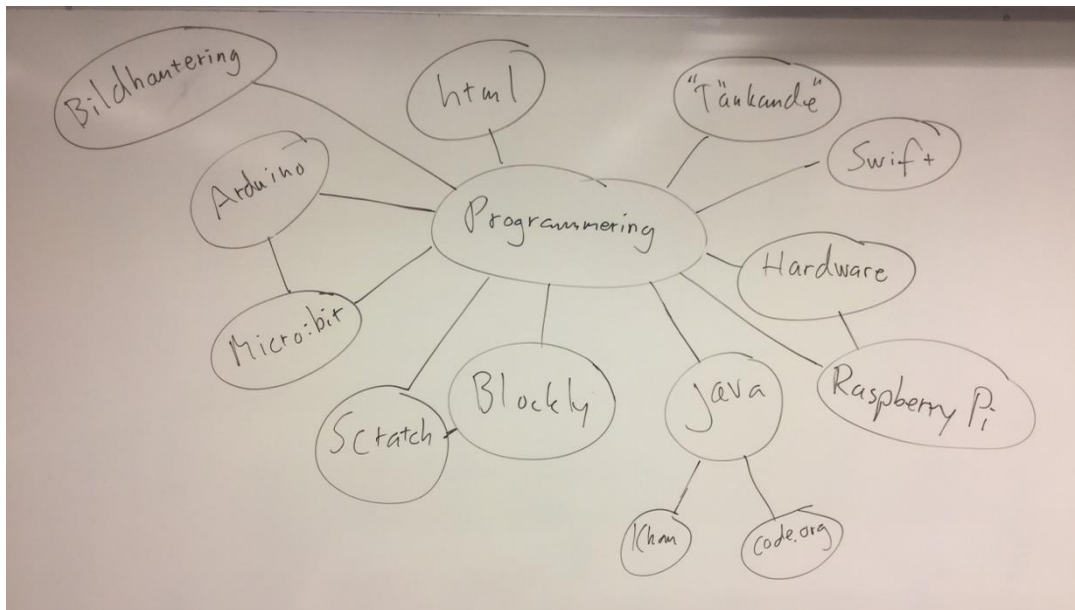 Bildhantering
html
"Tänkande"
Swift
Arduino
Programmering
Hardware
Micro:bit
Scratch
Blockly
Java
Raspberry Pi
Khan
code.org